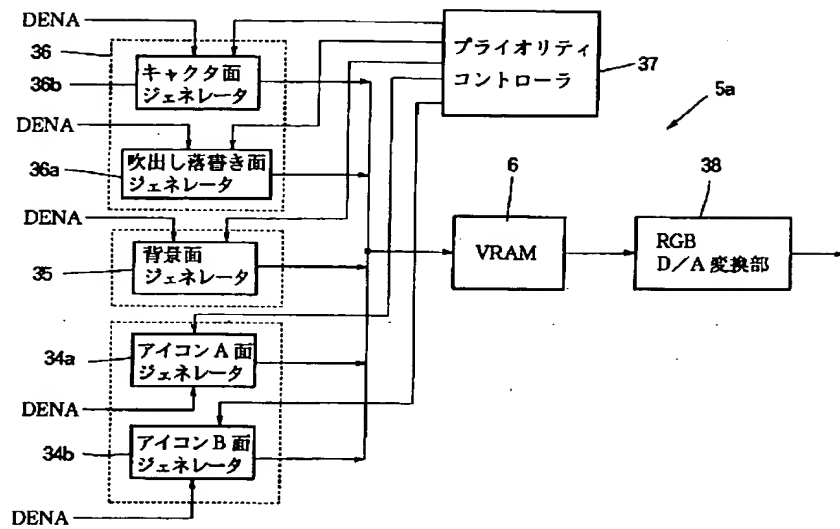 DENA
36
キャクタ面
ジェネレータ
36b
DENA
吹出し落書き面
ジェネレータ
36a
DENA
背景面
ジェネレータ
35
アイコンA面
ジェネレータ
34a
DENA
アイコンB面
ジェネレータ
34b
DENA
プライオリティ
コントローラ
37
5a
6
VRAM
38
RGB
D/A変換部